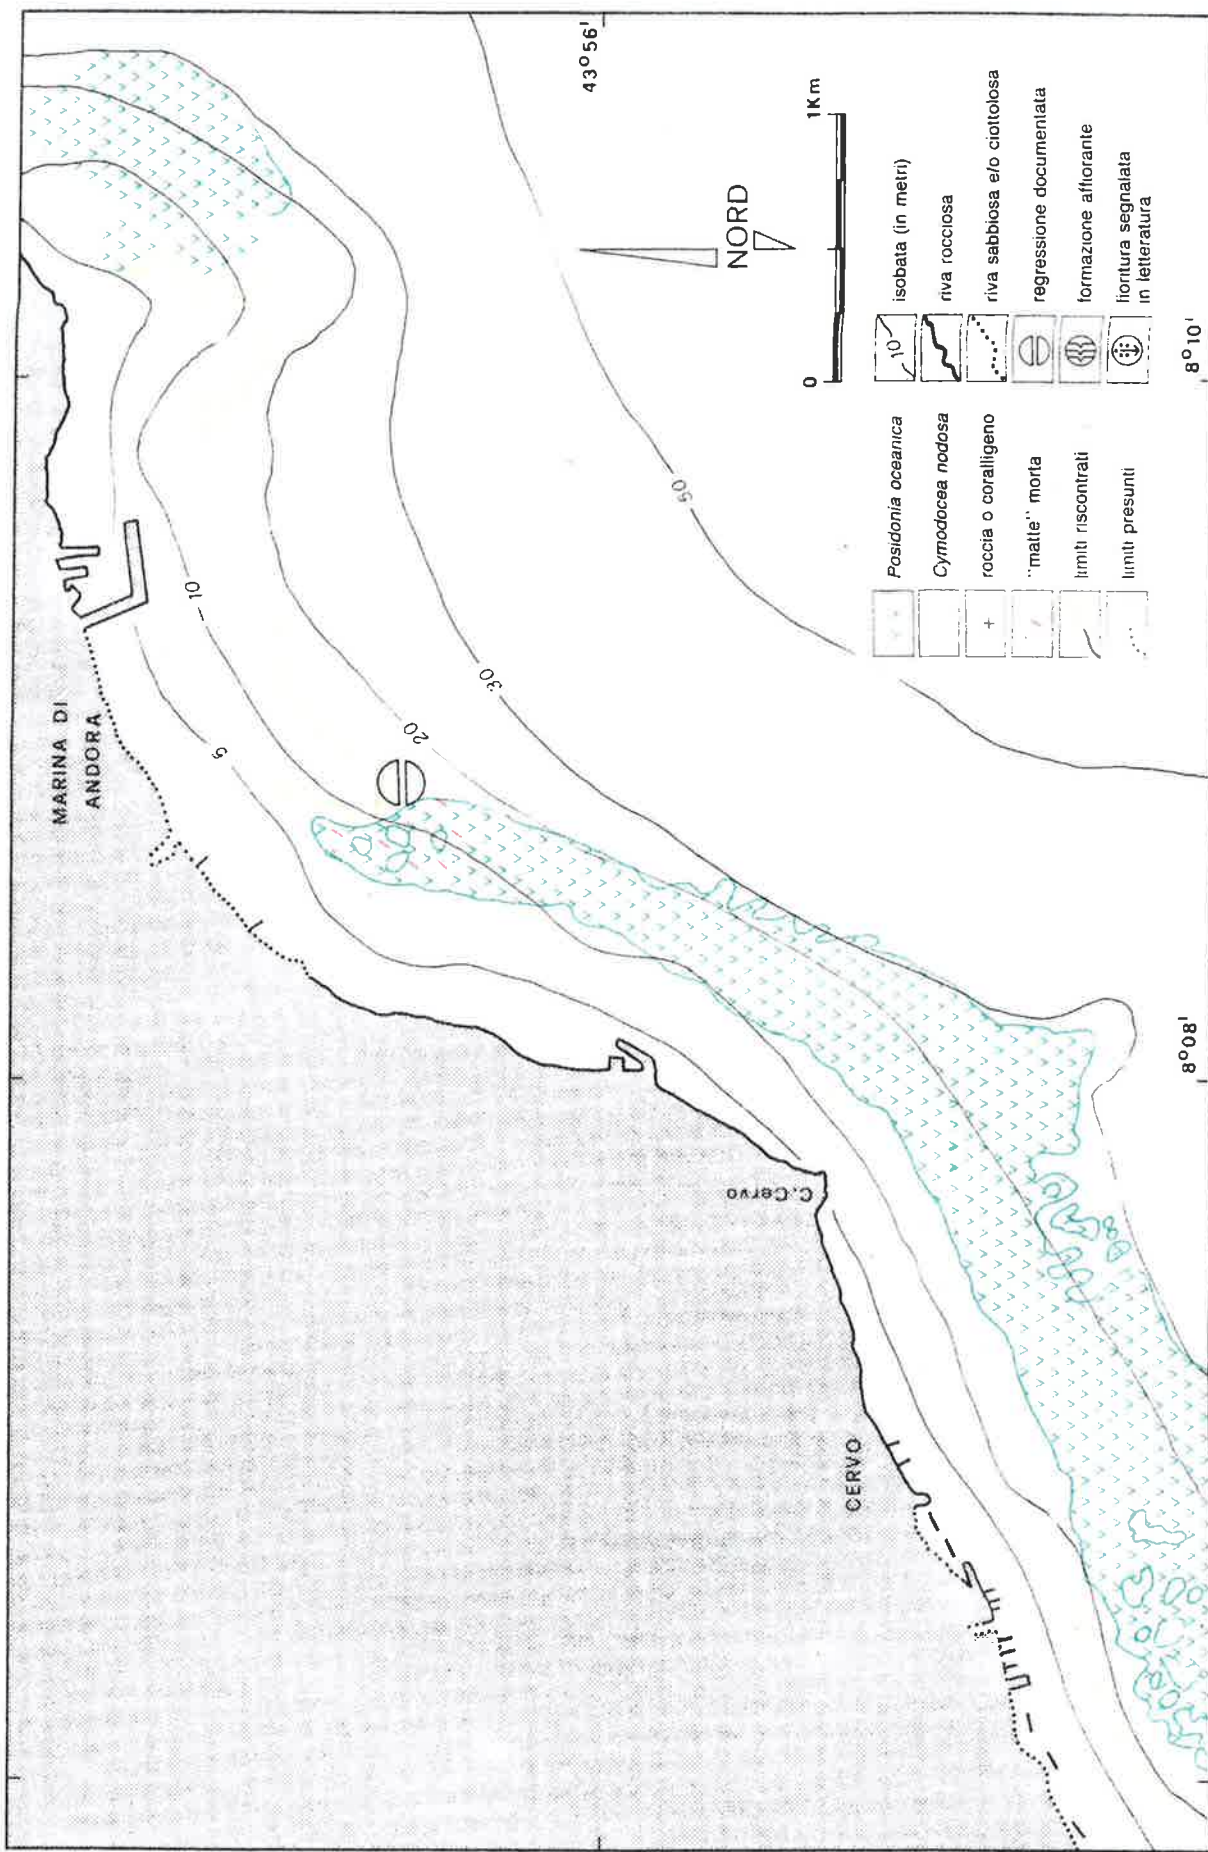 MARINA DI
ANDORA
5
10
20
30
50
C. Cervo
CERVO
43°56'
8°08'
8°10'
NORD
0
1Km
Posidonia oceanica
Cymodocea nodosa
roccia o coralligeno
"matte" morta
limiti riscontrati
limiti presunti
10
isobata (in metri)
riva rocciosa
riva sabbiosa e/o ciottolosa
regressione documentata
formazione affiorante
fioritura segnalata
in letteratura